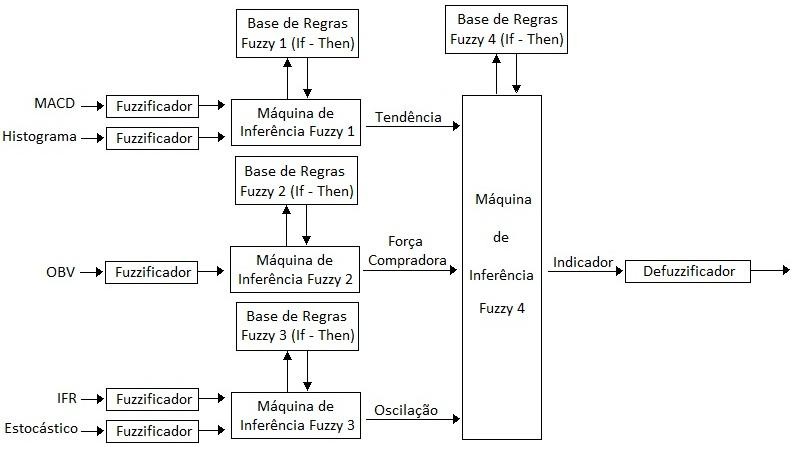 Base de Regras
Fuzzy 1 (If - Then)
Base de Regras
Fuzzy 4 (If - Then)
MACD
Fuzzificador
Histograma
Fuzzificador
Máquina de
Inferência Fuzzy 1
Tendência
Base de Regras
Fuzzy 2 (If - Then)
OBV
Fuzzificador
Máquina de
Inferência Fuzzy 2
Força
Compradora
Máquina
de
Inferência
Fuzzy 4
Indicador
Defuzzificador
Base de Regras
Fuzzy 3 (If - Then)
IFR
Fuzzificador
Estocástico
Fuzzificador
Máquina de
Inferência Fuzzy 3
Oscilação